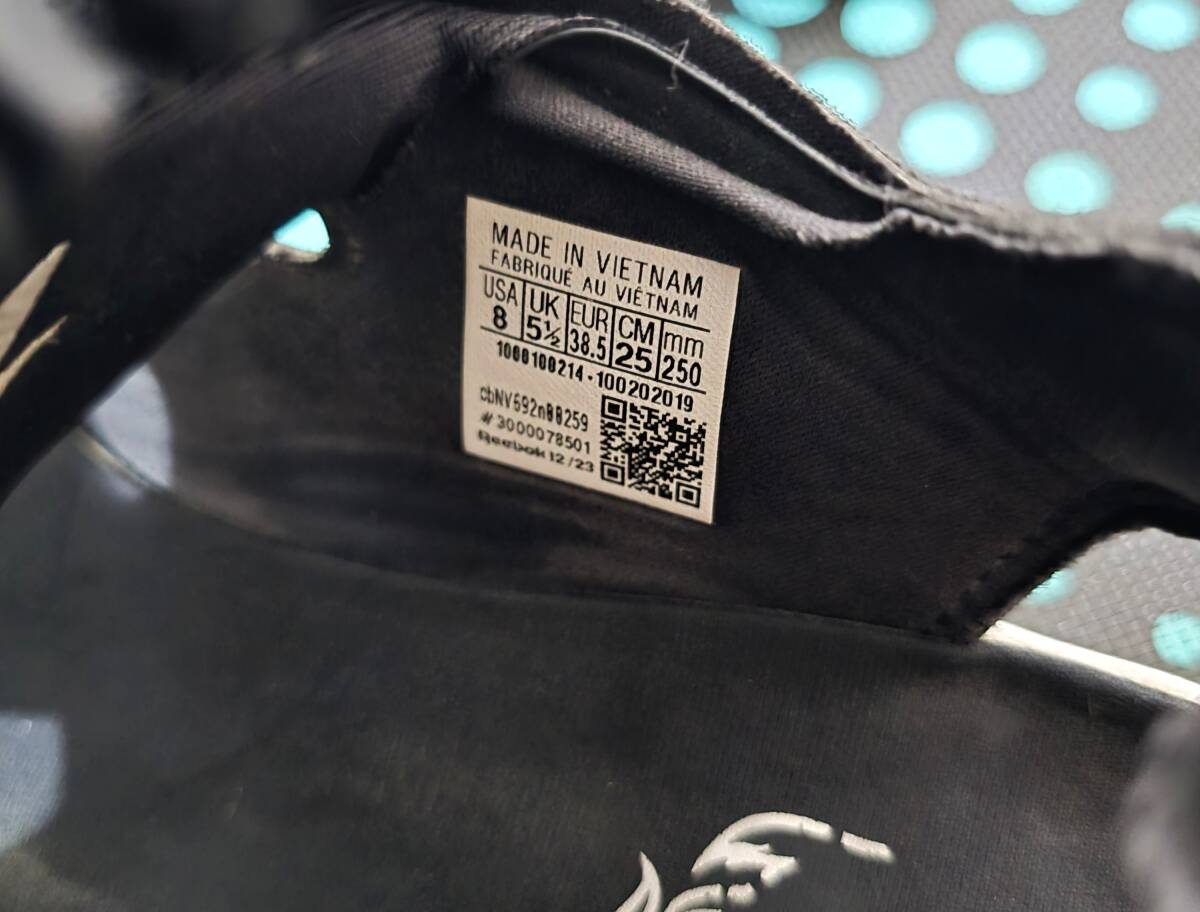 MADE IN VIETNAM
FABRIQUÉ AU VIÊTNAM
USA UK EUR CM mm
8 5½ 38.5 25 250
1000100214-100202019
cbNV692n00259
# 3000078501
Reebok 12/23